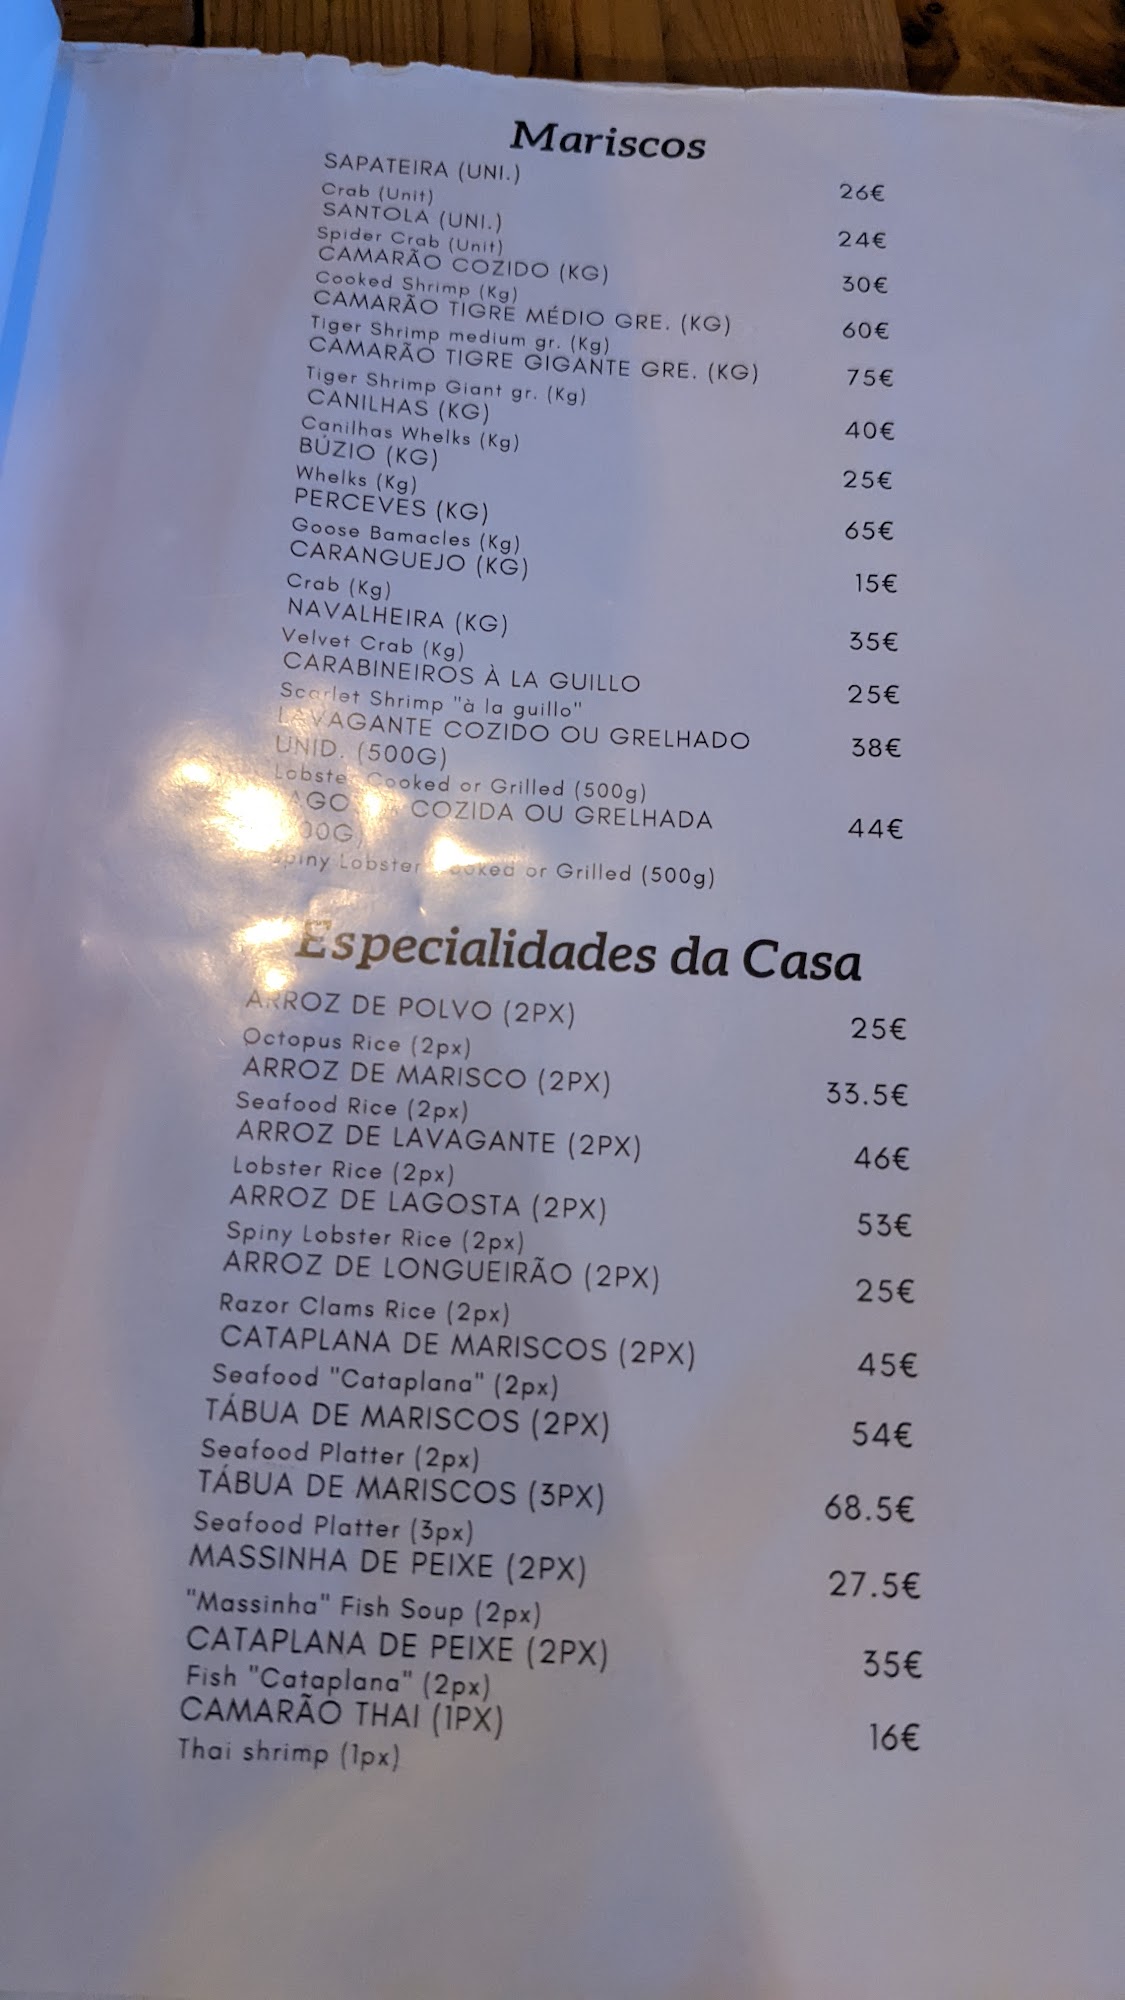 Mariscos
SAPATEIRA (UNI.) 26€
Crab (Unit)
SANTOLA (UNI.) 24€
Spider Crab (Unit)
CAMARÃO COZIDO (KG) 30€
Cooked Shrimp (Kg)
CAMARÃO TIGRE MÉDIO GRE. (KG) 60€
Tiger Shrimp medium gr. (Kg)
CAMARÃO TIGRE GIGANTE GRE. (KG) 75€
Tiger Shrimp Giant gr. (Kg)
CANILHAS (KG) 40€
Canilhas Whelks (Kg)
BÚZIO (KG) 25€
Whelks (Kg)
PERCEVES (KG) 65€
Goose Bamacles (Kg)
CARANGUEJO (KG) 15€
Crab (Kg)
NAVALHEIRA (KG) 35€
Velvet Crab (Kg)
CARABINEIROS À LA GUILLO 25€
Scarlet Shrimp "à la guillo"
LAVAGANTE COZIDO OU GRELHADO 38€
UNID. (500G)
Lobster Cooked or Grilled (500g)
COZIDA OU GRELHADA 44€
Spiny Lobster Cooked or Grilled (500g)
Especialidades da Casa
ARROZ DE POLVO (2PX) 25€
Octopus Rice (2px)
ARROZ DE MARISCO (2PX) 33.5€
Seafood Rice (2px)
ARROZ DE LAVAGANTE (2PX) 46€
Lobster Rice (2px)
ARROZ DE LAGOSTA (2PX) 53€
Spiny Lobster Rice (2px)
ARROZ DE LONGUEIRÃO (2PX) 25€
Razor Clams Rice (2px)
CATAPLANA DE MARISCOS (2PX) 45€
Seafood "Cataplana" (2px)
TÁBUA DE MARISCOS (2PX) 54€
Seafood Platter (2px)
TÁBUA DE MARISCOS (3PX) 68.5€
Seafood Platter (3px)
MASSINHA DE PEIXE (2PX) 27.5€
"Massinha" Fish Soup (2px)
CATAPLANA DE PEIXE (2PX) 35€
Fish "Cataplana" (2px)
CAMARÃO THAI (1PX) 16€
Thai shrimp (1px)